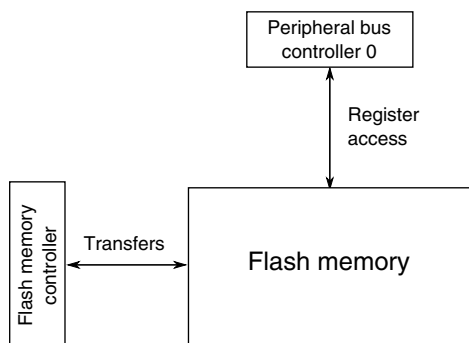 Peripheral bus
controller 0
Register
access
Flash memory
controller
Transfers
Flash memory